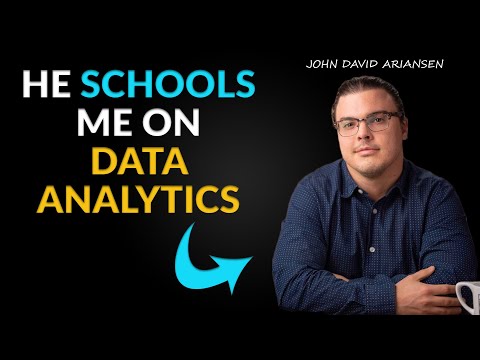 JOHN DAVID ARIANSEN
HE SCHOOLS
ME ON
DATA
ANALYTICS